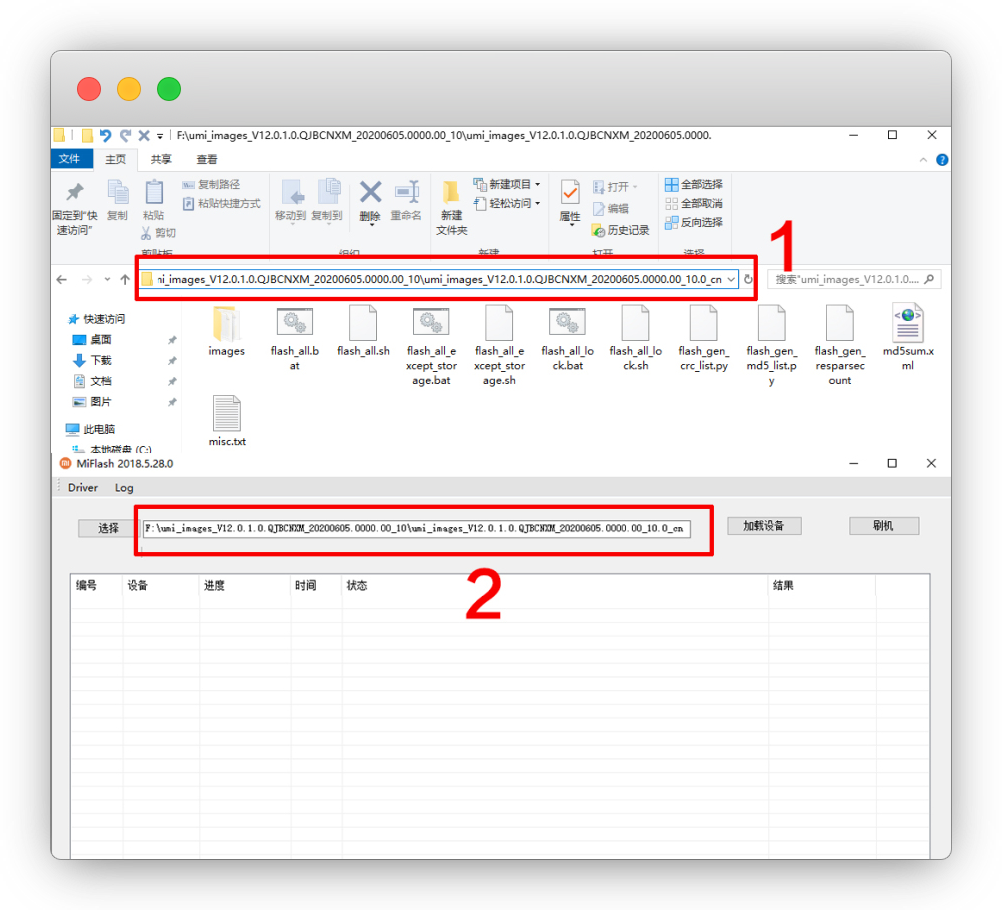 F:\umi_images_V12.0.1.0.QJBCNXM_20200605.0000.00_10\umi_images_V12.0.1.0.QJBCNXM_20200605.0000.
文件 主页 共享 查看
固定到"快速访问"
复制
粘贴
复制路径
粘贴快捷方式
剪切
移动到 复制到
删除 重命名
新建文件夹
新建项目
轻松访问
属性
打开
编辑
历史记录
全部选择
全部取消
反向选择
剪贴板 组织 新建 打开 选择
1
ni_images_V12.0.1.0.QJBCNXM_20200605.0000.00_10\umi_images_V12.0.1.0.QJBCNXM_20200605.0000.00_10.0_cn
搜索"umi_images_V12.0.1.0....
快速访问
桌面
下载
文档
图片
此电脑
本地磁盘 (C:)
images
flash_all.bat
flash_all.sh
flash_all_except_storage.bat
flash_all_except_storage.sh
flash_all_lock.bat
flash_all_lock.sh
flash_gen_crc_list.py
flash_gen_md5_list.py
flash_gen_resparsecount
md5sum.xml
misc.txt
MiFlash 2018.5.28.0
Driver Log
选择
F:\umi_images_V12.0.1.0.QJBCNXM_20200605.0000.00_10\umi_images_V12.0.1.0.QJBCNXM_20200605.0000.00_10.0_cn
加载设备
刷机
2
编号 设备 进度 时间 状态 结果